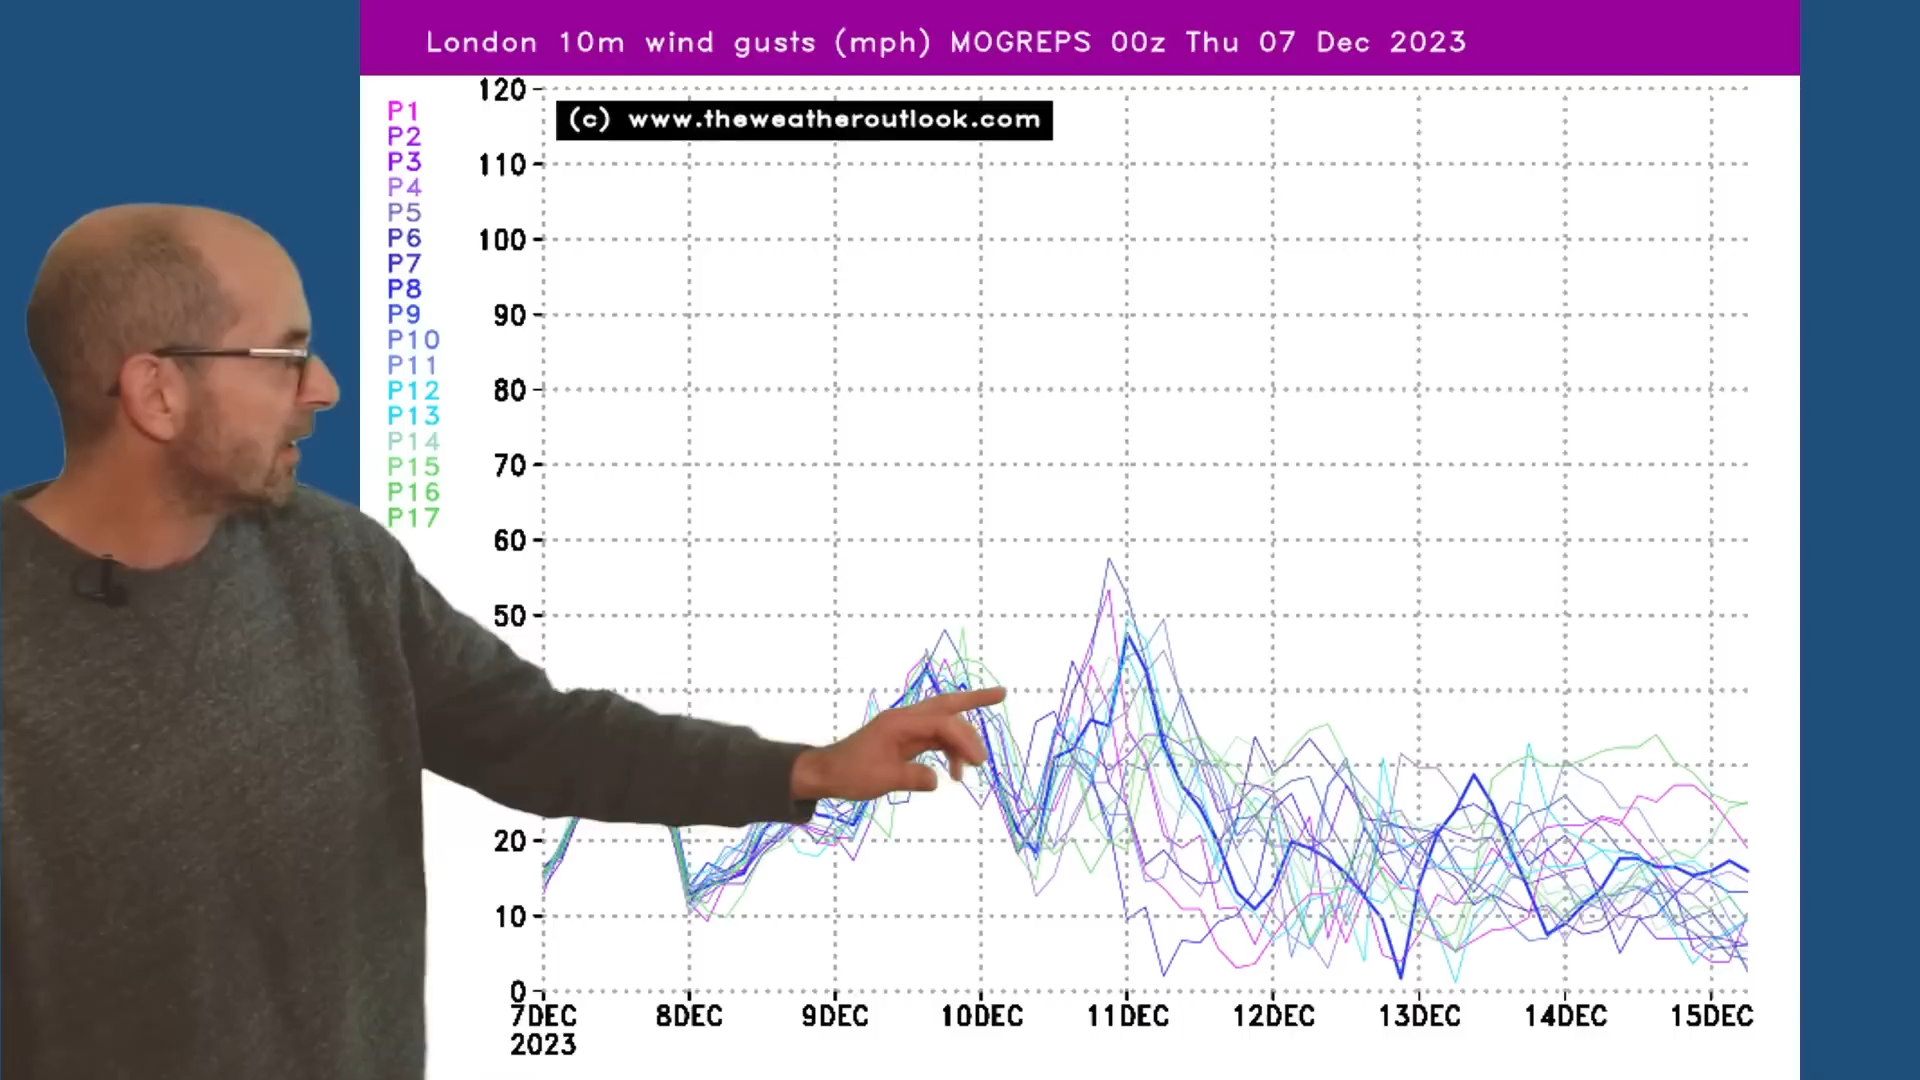 London 10m wind gusts (mph) MOGREPS 00z Thu 07 Dec 2023
(c) www.theweatheroutlook.com
P1
P2
P3
P4
P5
P6
P7
P8
P9
P10
P11
P12
P13
P14
P15
P16
P17
120
110
100
90
80
70
60
50
20
10
0
7DEC 8DEC 9DEC 10DEC 11DEC 12DEC 13DEC 14DEC 15DEC
2023